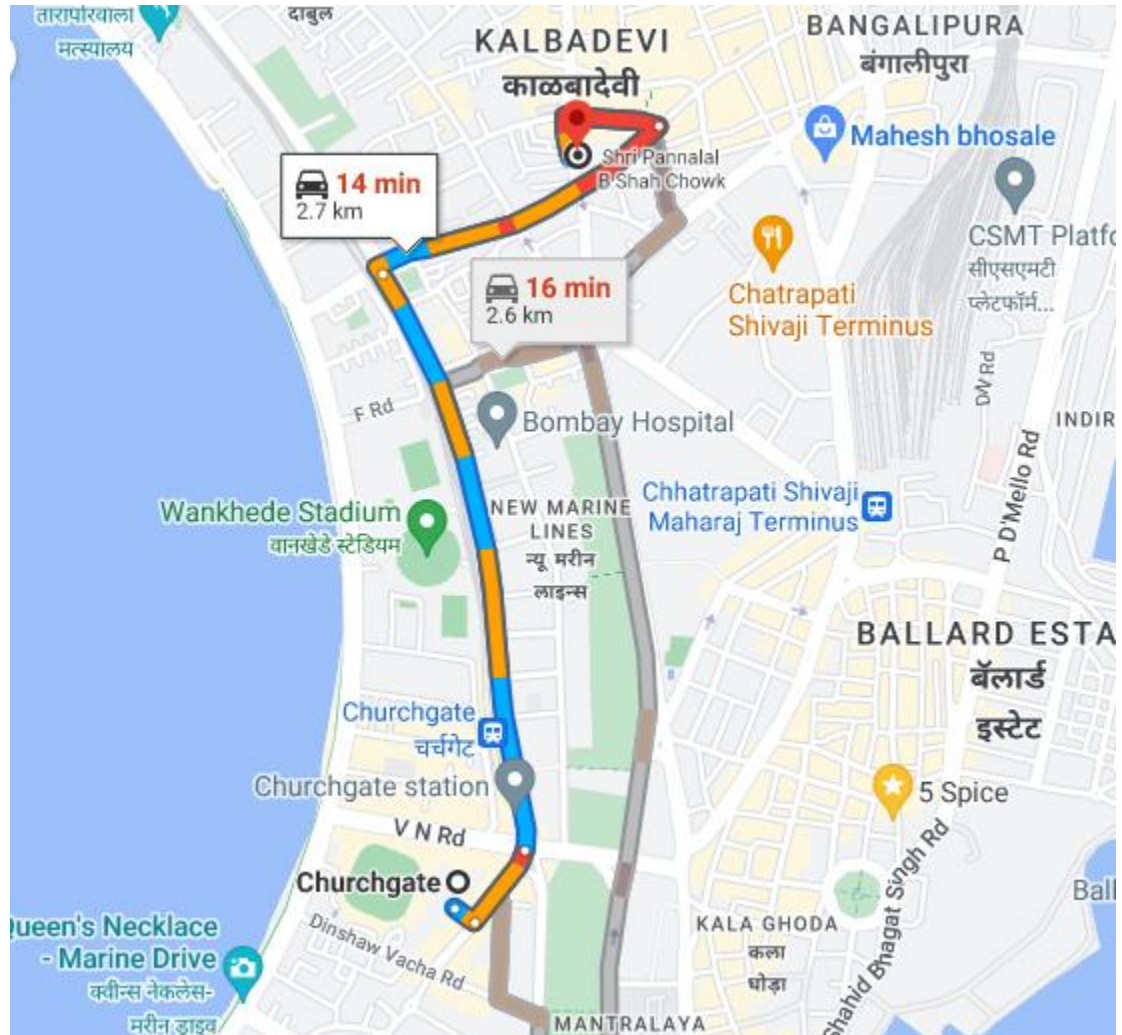 तारापोरवाला
मत्स्यालय
दाबुल
KALBADEVI
काळबादेवी
BANGALIPURA
बंगालीपुरा
Mahesh bhosale
Shri Pannalal
B Shah Chowk
14 min
2.7 km
CSMT Platfo
सीएसएमटी
प्लेटफॉर्म...
16 min
2.6 km
Chatrapati
Shivaji Terminus
D/V Rd
F Rd
Bombay Hospital
INDIR
P D'Mello Rd
Wankhede Stadium
वानखेडे स्टेडियम
NEW MARINE
LINES
न्यू मरीन
लाइन्स
Chhatrapati Shivaji
Maharaj Terminus
BALLARD ESTA
बॅलार्ड
इस्टेट
Churchgate
चर्चगेट
Churchgate station
5 Spice
V N Rd
Churchgate
Shahid Bhagat Singh Rd
Ball
Queen's Necklace
- Marine Drive
क्वीन्स नेकलेस-
मरीन ड्राइव
Dinshaw Vacha Rd
KALA GHODA
कला
घोड़ा
MANTRALAYA